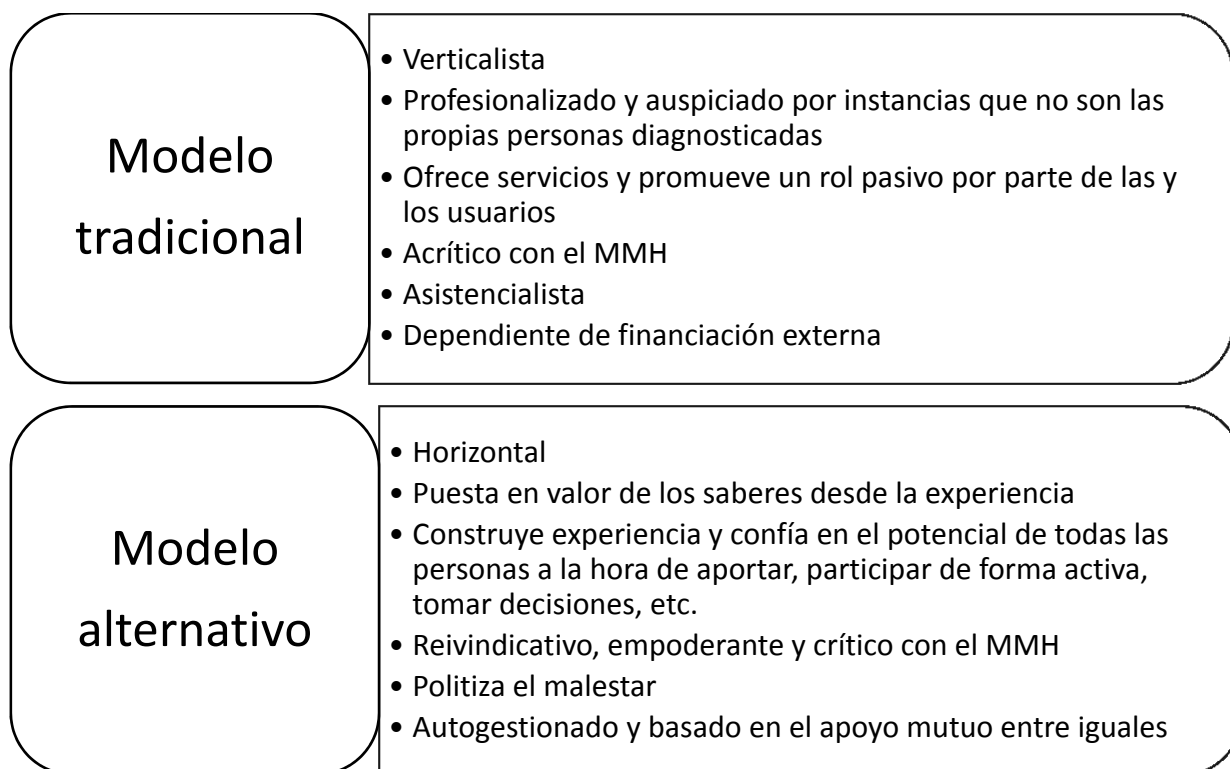 Modelo
tradicional
• Verticalista
• Profesionalizado y auspiciado por instancias que no son las
propias personas diagnosticadas
• Ofrece servicios y promueve un rol pasivo por parte de las y
los usuarios
• Acrítico con el MMH
• Asistencialista
• Dependiente de financiación externa
Modelo
alternativo
• Horizontal
• Puesta en valor de los saberes desde la experiencia
• Construye experiencia y confía en el potencial de todas las
personas a la hora de aportar, participar de forma activa,
tomar decisiones, etc.
• Reivindicativo, empoderante y crítico con el MMH
• Politiza el malestar
• Autogestionado y basado en el apoyo mutuo entre iguales